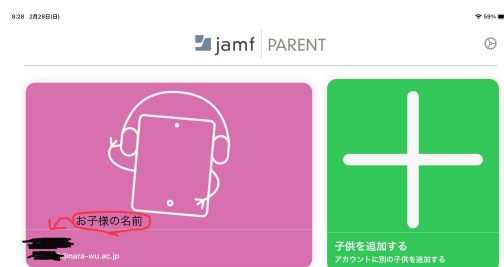 8:28 2月28日(日)
59%
jamf PARENT
お子様の名前
@nara-wu.ac.jp
子供を追加する
アカウントに別の子供を追加する